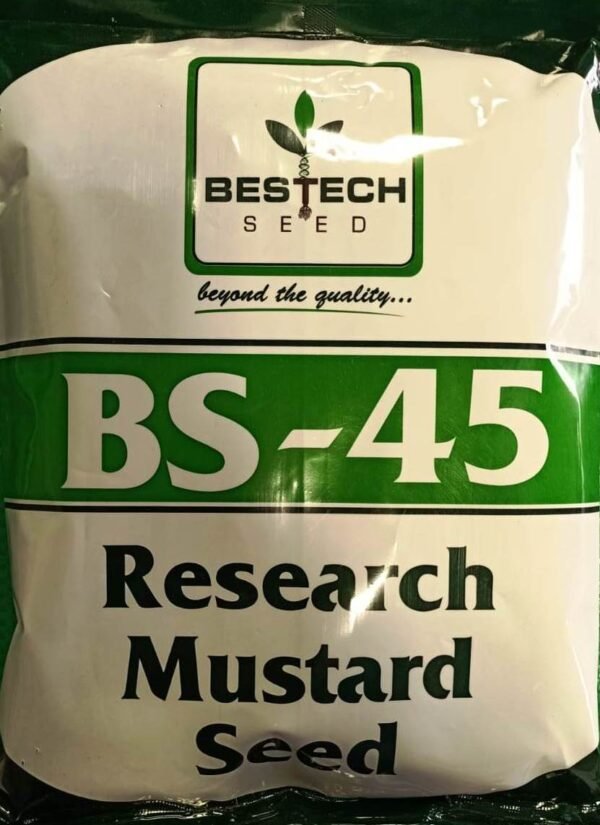 BESTECH
SEED
beyond the quality...
BS-45
Research
Mustard
Seed